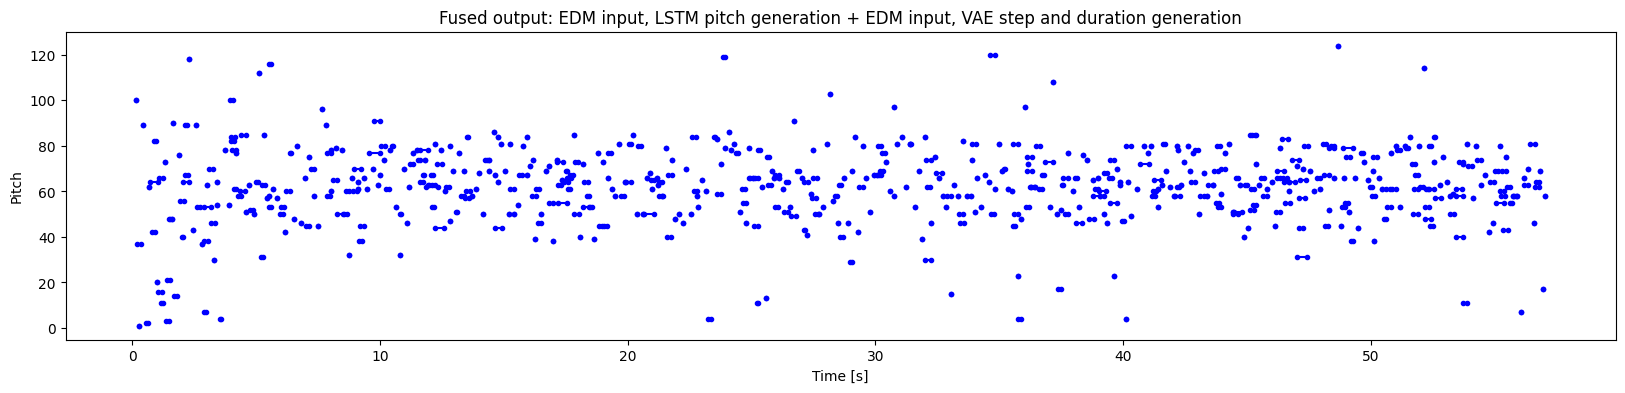 Fused output: EDM input, LSTM pitch generation + EDM input, VAE step and duration generation
120
100
80
60
40
20
0
Pitch
0 10 20 30 40 50
Time [s]